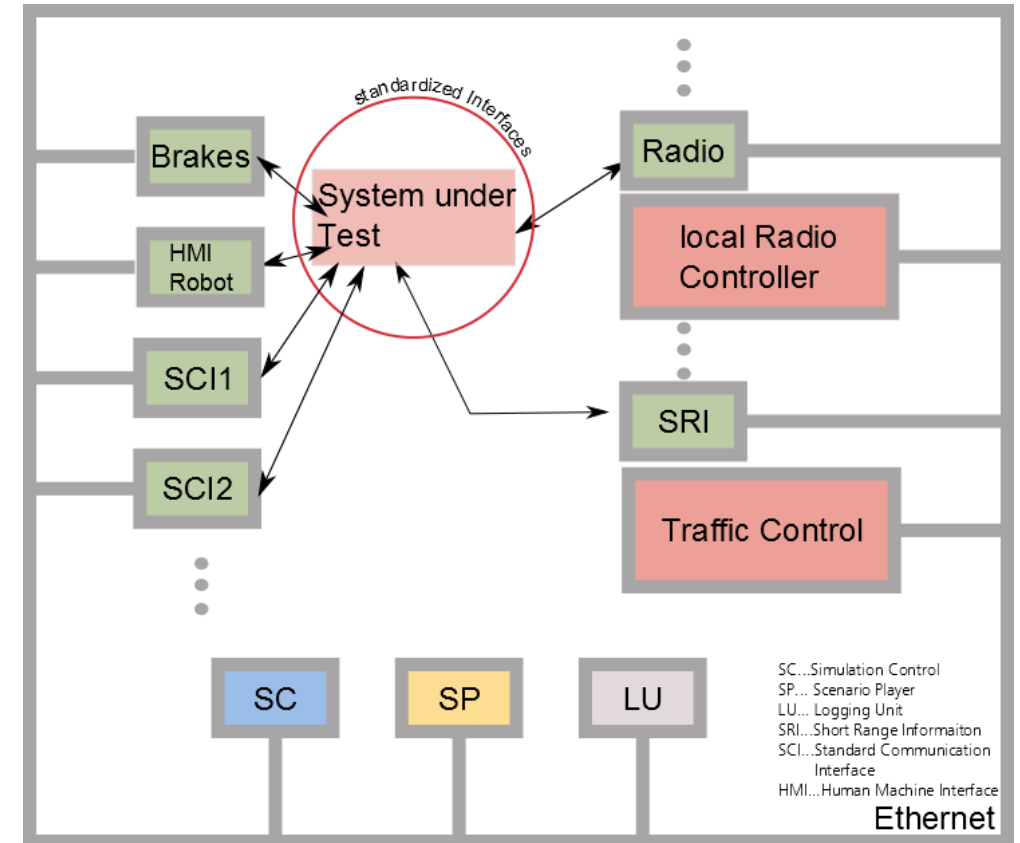 standardized Interfaces
Brakes
System under
Test
Radio
HMI
Robot
local Radio
Controller
SCI1
SRI
SCI2
Traffic Control
SC
SP
LU
SC...Simulation Control
SP... Scenario Player
LU... Logging Unit
SRI...Short Range Informaiton
SCI...Standard Communication
Interface
HMI...Human Machine Interface
Ethernet